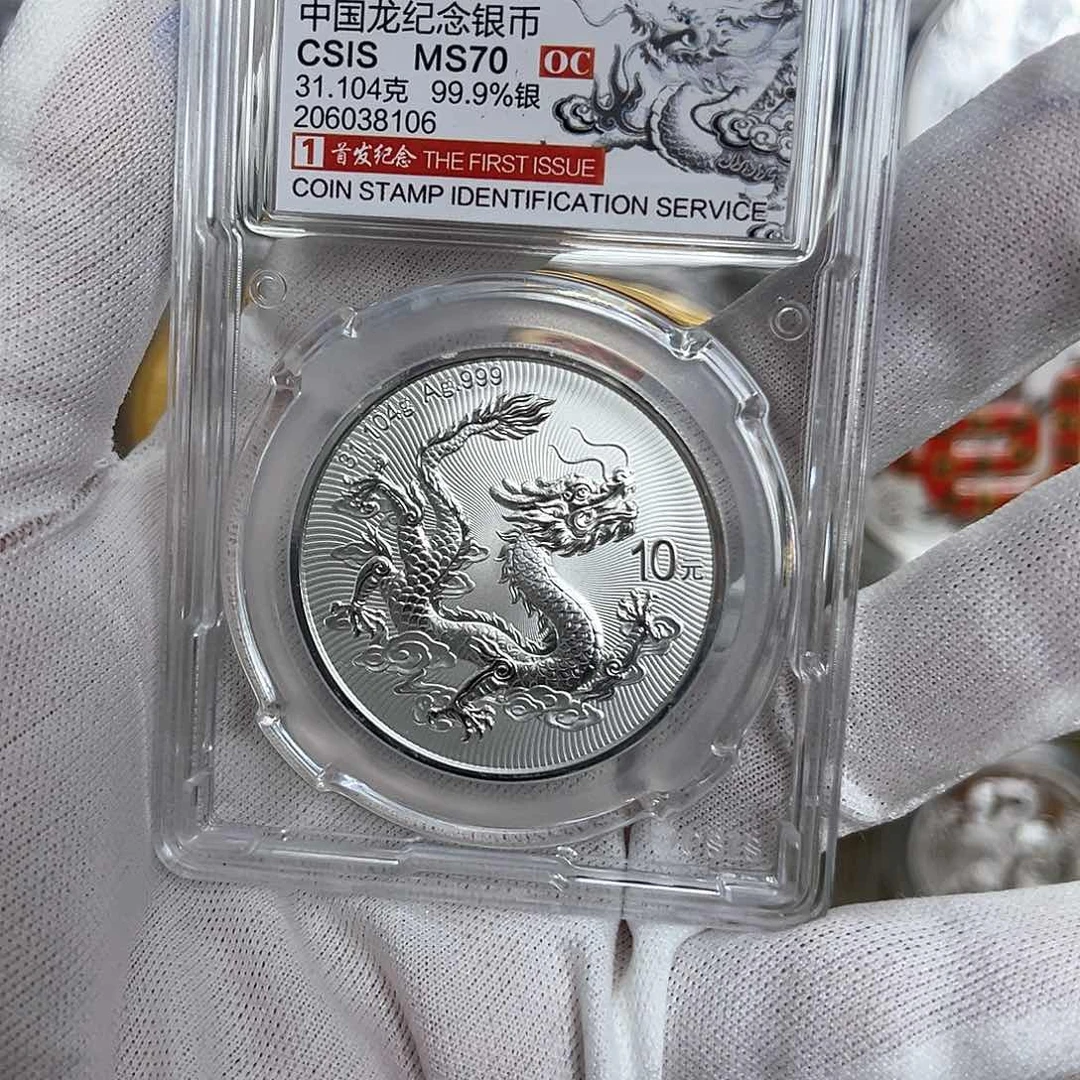 中国龙纪念银币
CSIS MS70 OC
31.104克 99.9%银
206038106
1 首发纪念 THE FIRST ISSUE
COIN STAMP IDENTIFICATION SERVICE
31.104g Ag.999
10元